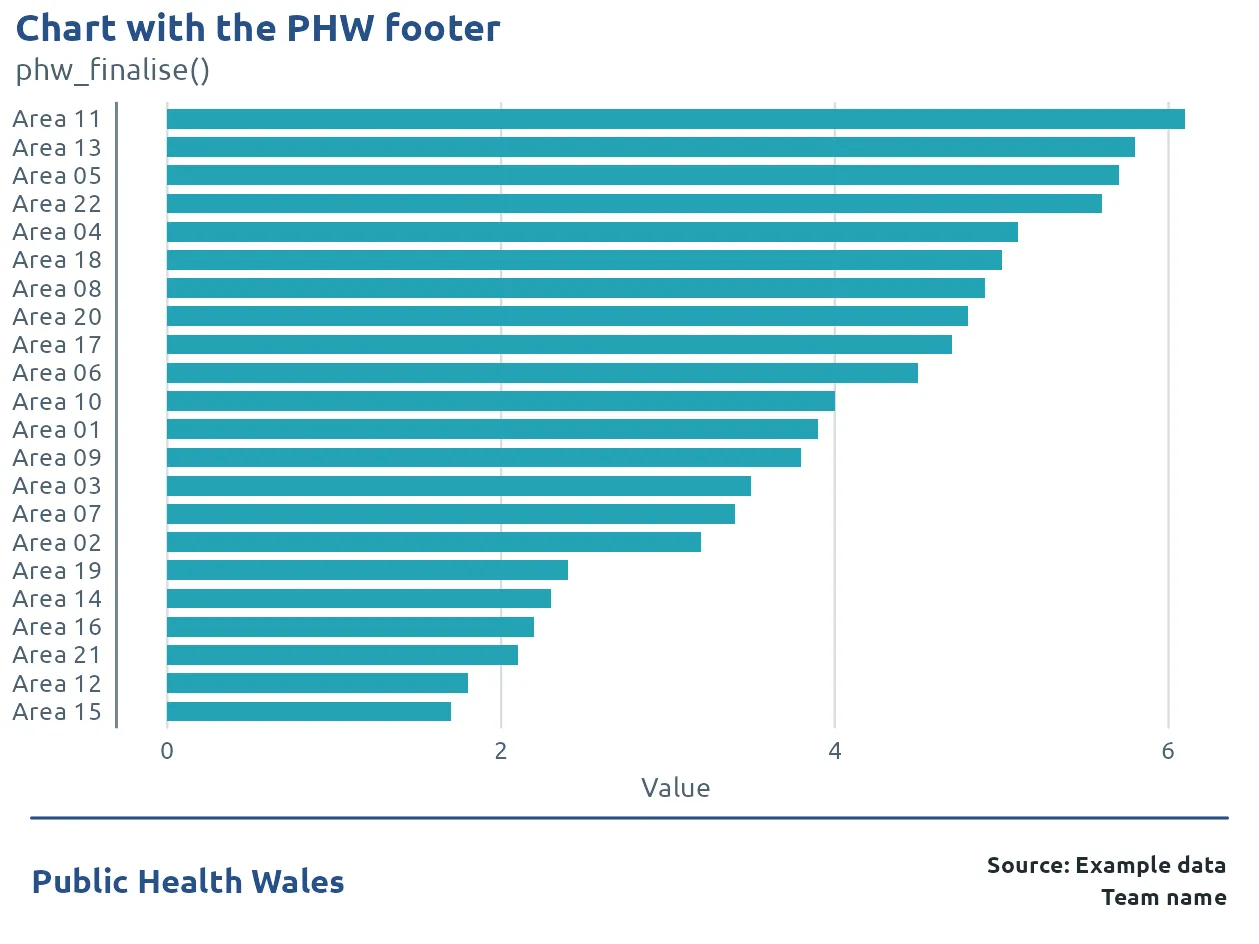 Chart with the PHW footer
phw_finalise()
Area 11
Area 13
Area 05
Area 22
Area 04
Area 18
Area 08
Area 20
Area 17
Area 06
Area 10
Area 01
Area 09
Area 03
Area 07
Area 02
Area 19
Area 14
Area 16
Area 21
Area 12
Area 15
0 2 4 6
Value
Public Health Wales
Source: Example data
Team name